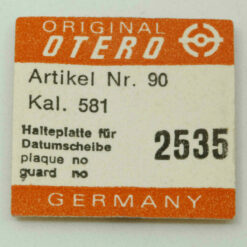 ORIGINAL
OTERO
Artikel Nr. 90
Kal. 581
Halteplatte für
Datumscheibe
plaque no
guard no
2535
GERMANY